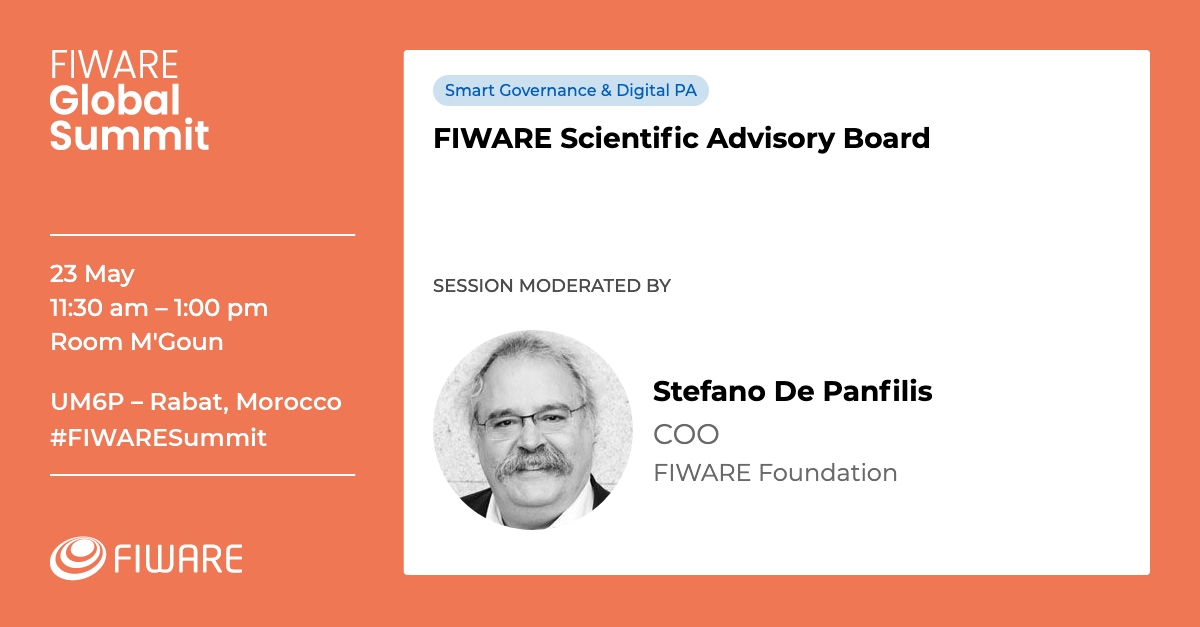 FIWARE
Global
Summit
23 May
11:30 am – 1:00 pm
Room M'Goun
UM6P – Rabat, Morocco
#FIWARESummit
FIWARE
Smart Governance & Digital PA
FIWARE Scientific Advisory Board
SESSION MODERATED BY
Stefano De Panfilis
COO
FIWARE Foundation